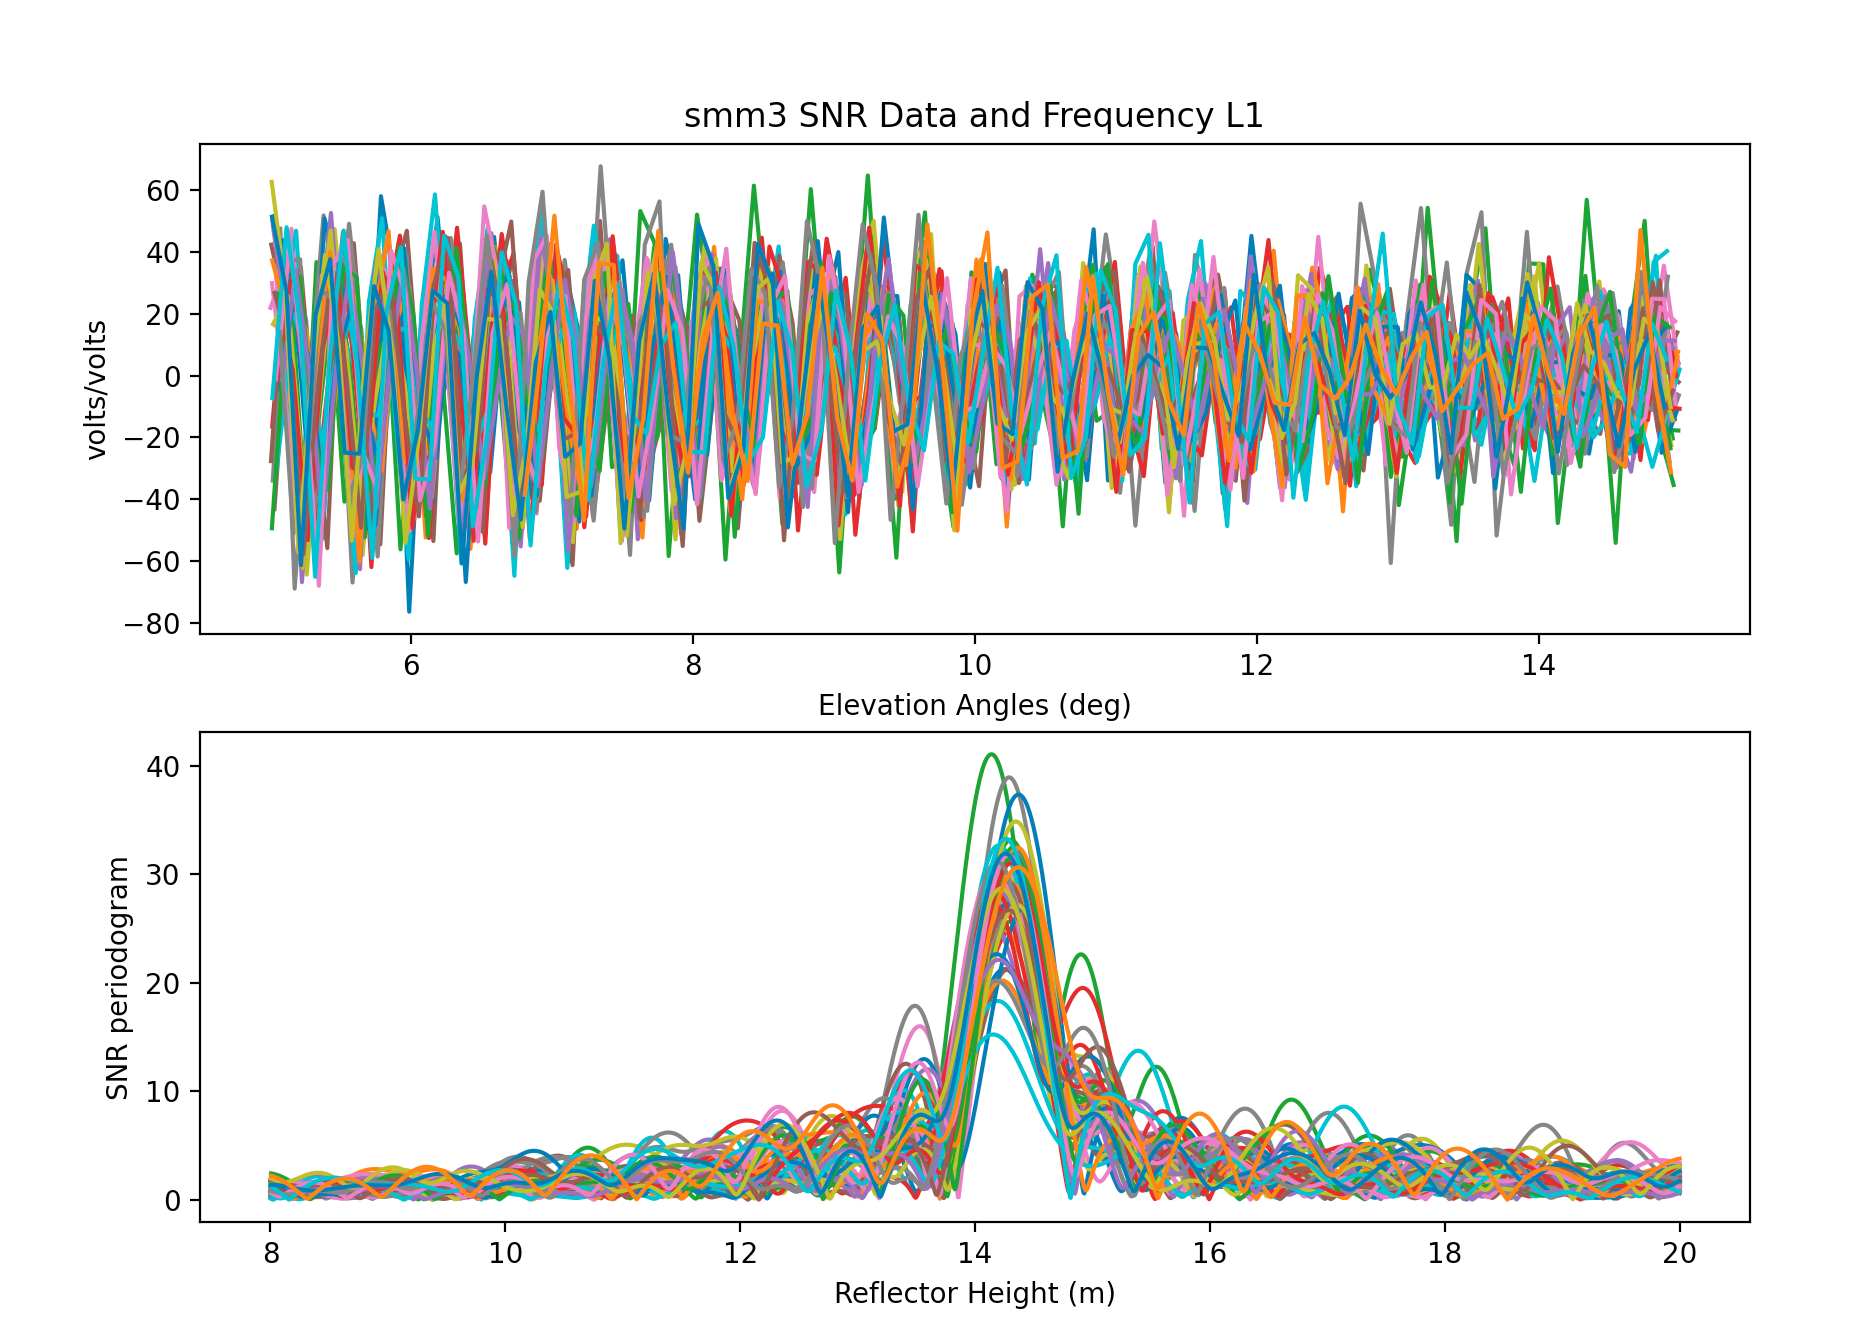 smm3 SNR Data and Frequency L1
60
40
20
0
−20
−40
−60
−80
volts/volts
6 8 10 12 14
Elevation Angles (deg)
40
30
20
10
0
SNR periodogram
8 10 12 14 16 18 20
Reflector Height (m)